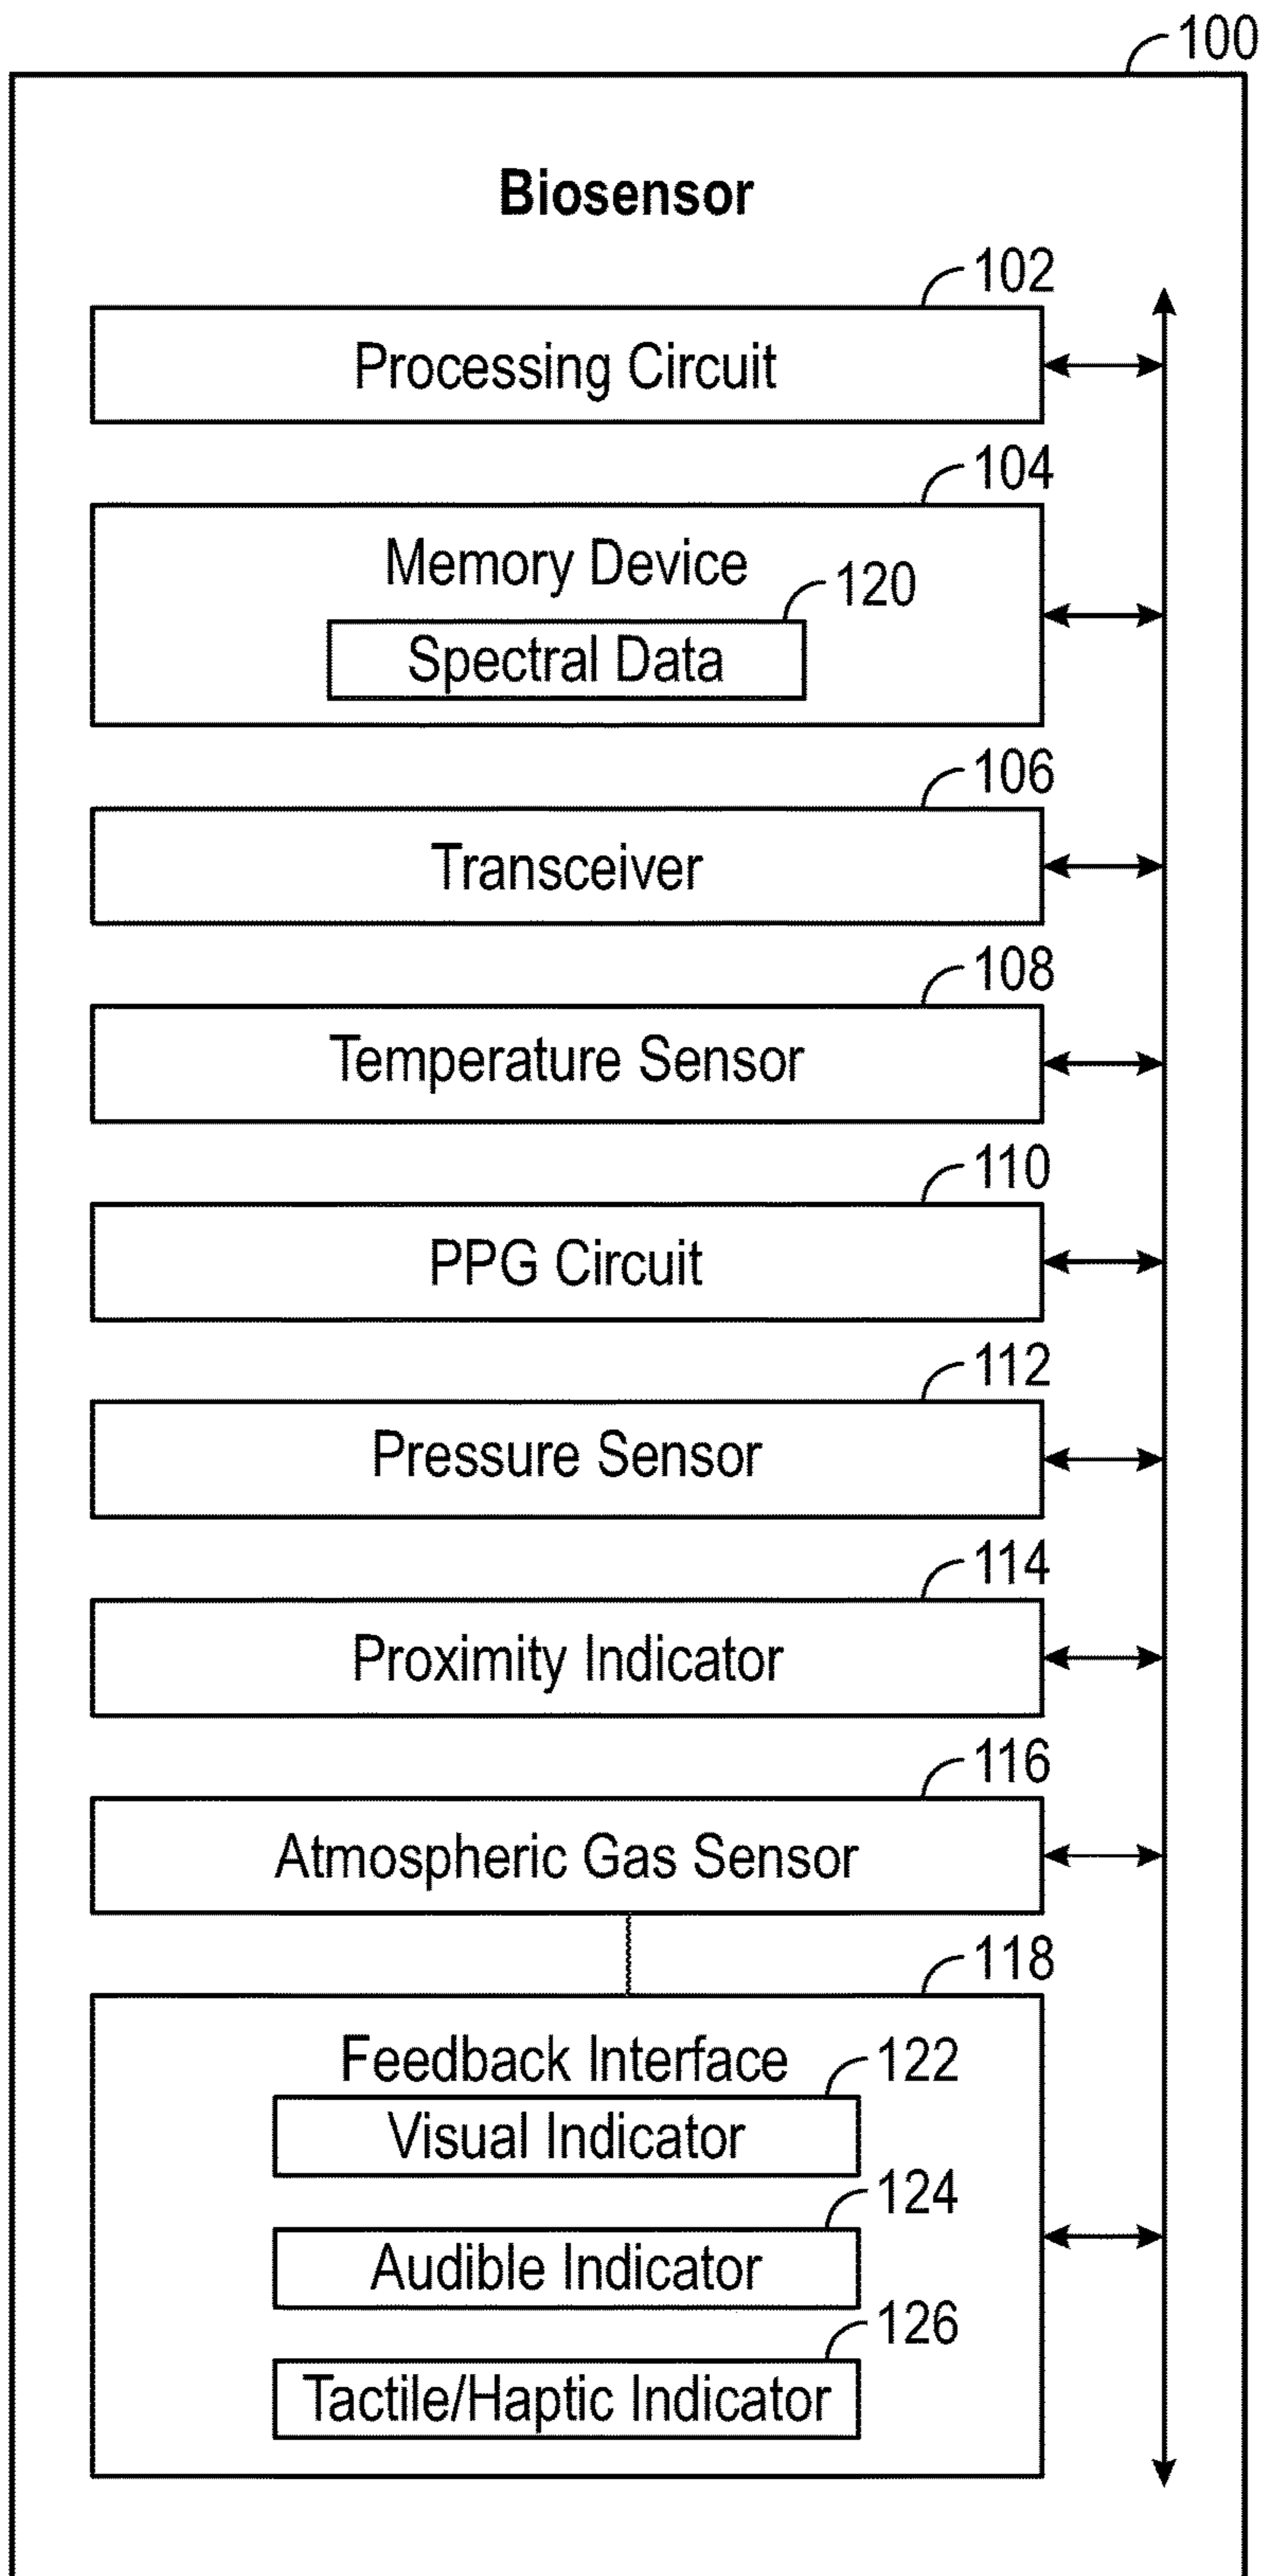 100
Biosensor
102
Processing Circuit
104
Memory Device
120
Spectral Data
106
Transceiver
108
Temperature Sensor
110
PPG Circuit
112
Pressure Sensor
114
Proximity Indicator
116
Atmospheric Gas Sensor
118
Feedback Interface
122
Visual Indicator
124
Audible Indicator
126
Tactile/Haptic Indicator